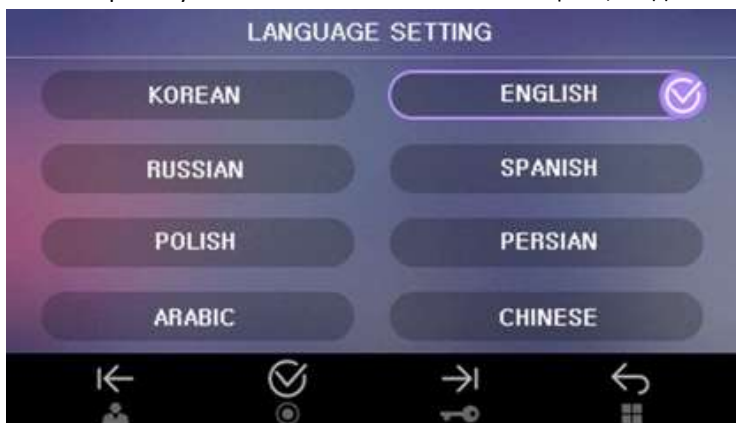 LANGUAGE SETTING
KOREAN
ENGLISH
RUSSIAN
SPANISH
POLISH
PERSIAN
ARABIC
CHINESE